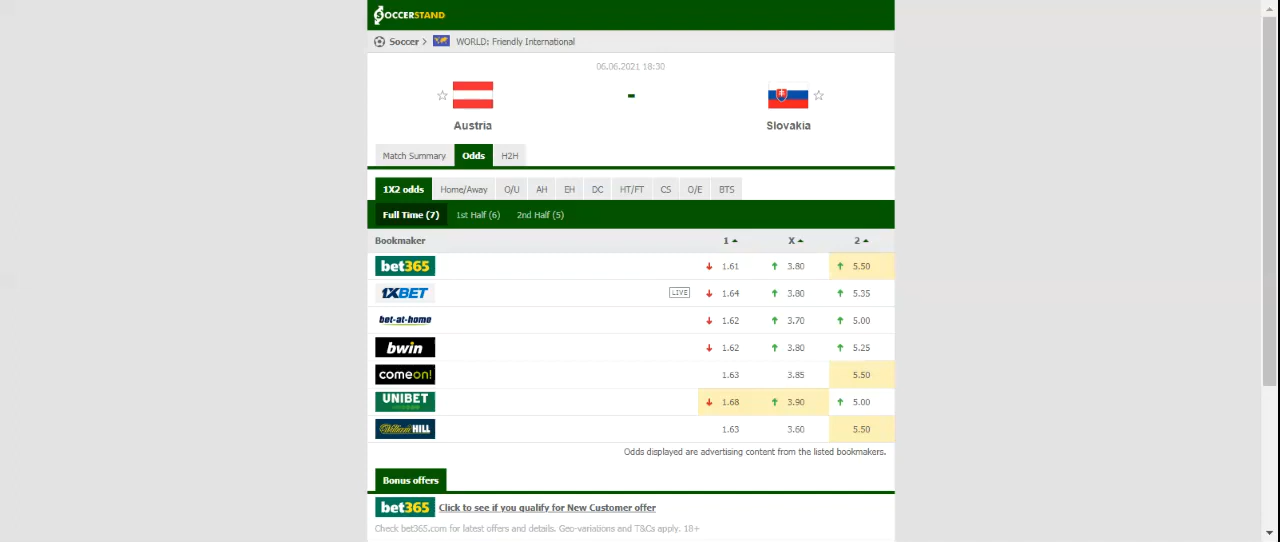 SOCCERSTAND
Soccer > WORLD: Friendly International
06.06.2021 18:30
-
Austria Slovakia
Match Summary Odds H2H
1X2 odds Home/Away O/U AH EH DC HT/FT CS O/E BTS
Full Time (7) 1st Half (6) 2nd Half (5)
Bookmaker 1 X 2
bet365 1.61 3.80 5.50
1XBET LIVE 1.64 3.80 5.35
bet-at-home 1.62 3.70 5.00
bwin 1.62 3.80 5.25
comeon! 1.63 3.85 5.50
UNIBET 1.68 3.90 5.00
William HILL 1.63 3.60 5.50
Odds displayed are advertising content from the listed bookmakers.
Bonus offers
bet365 Click to see if you qualify for New Customer offer
Check bet365.com for latest offers and details. Geo-variations and T&Cs apply. 18+